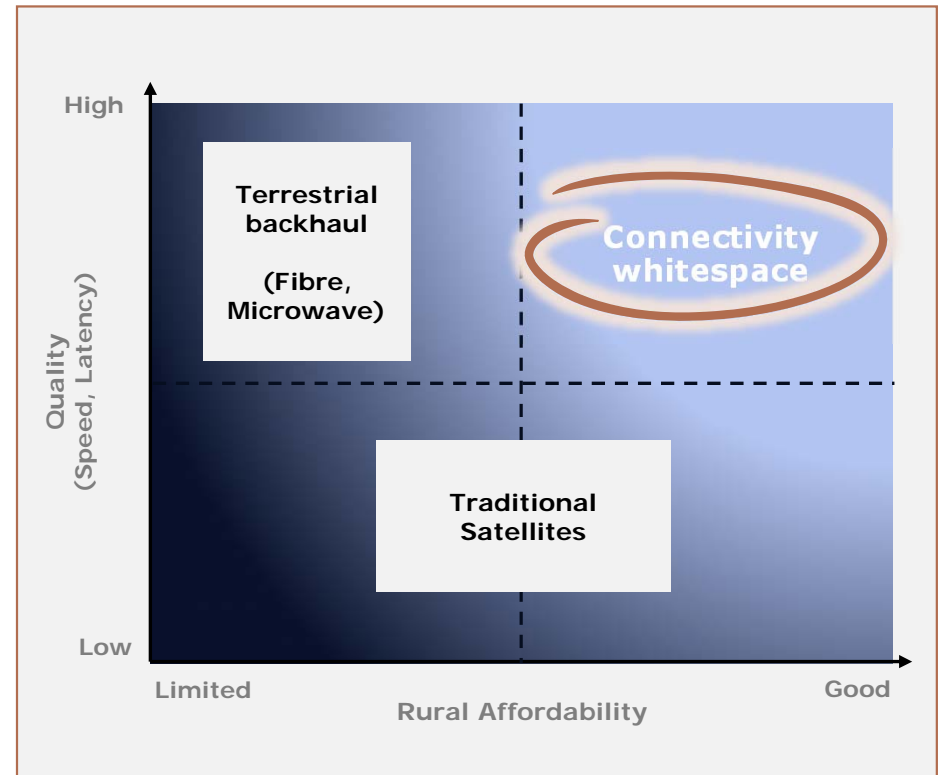 High
Terrestrial
backhaul
(Fibre,
Microwave)
Connectivity
whitespace
Quality
(Speed, Latency)
Traditional
Satellites
Low
Limited
Good
Rural Affordability